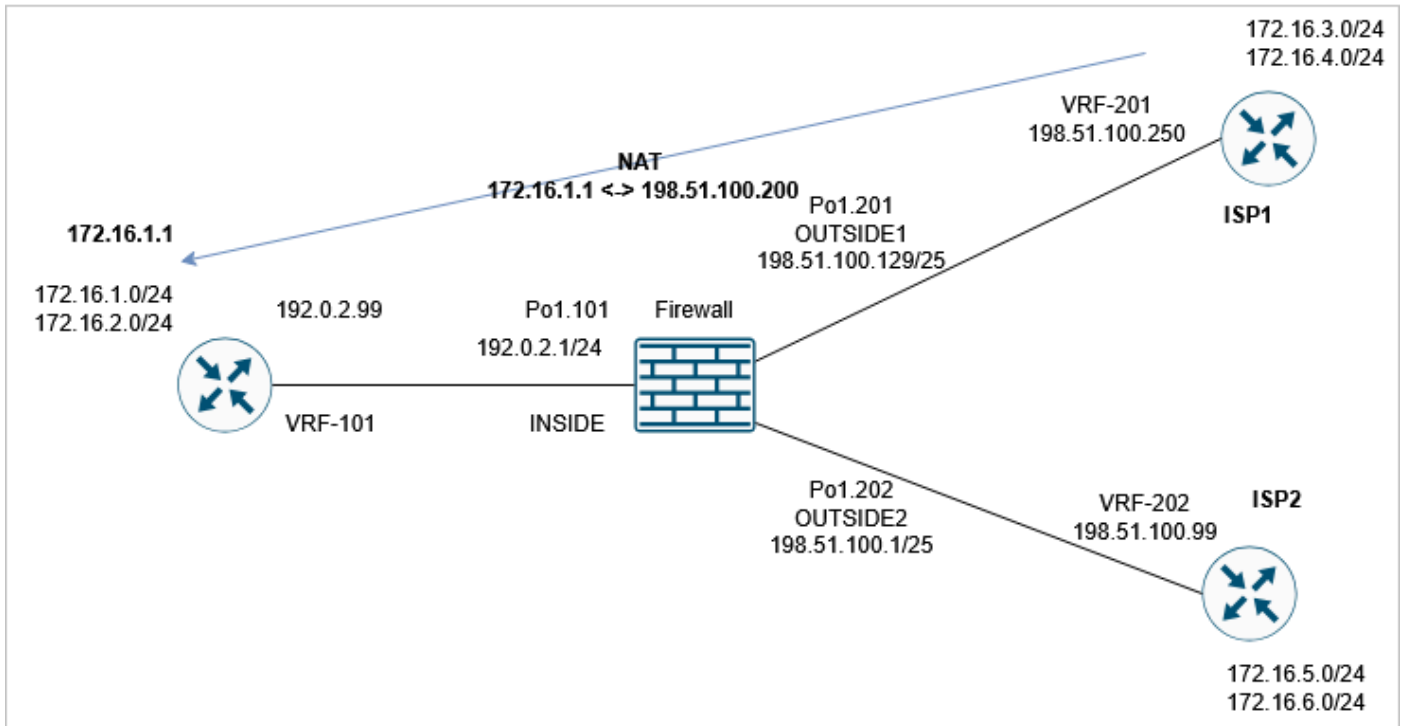 172.16.3.0/24
172.16.4.0/24
VRF-201
198.51.100.250
ISP1
NAT
172.16.1.1 <-> 198.51.100.200
Po1.201
OUTSIDE1
198.51.100.129/25
172.16.1.1
172.16.1.0/24
172.16.2.0/24
192.0.2.99
VRF-101
Po1.101
192.0.2.1/24
INSIDE
Firewall
Po1.202
OUTSIDE2
198.51.100.1/25
VRF-202
198.51.100.99
ISP2
172.16.5.0/24
172.16.6.0/24